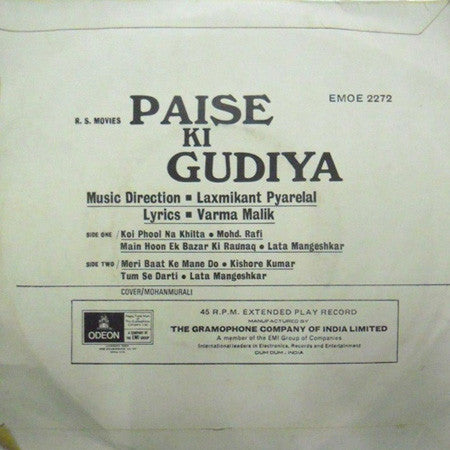 EMOE 2272
R. S. MOVIES PAISE
KI
GUDIYA
Music Direction ▪ Laxmikant Pyarelal
Lyrics ▪ Varma Malik
SIDE ONE / Koi Phool Na Khilta • Mohd. Rafi
Main Hoon Ek Bazar Ki Raunaq • Lata Mangeshkar
SIDE TWO / Meri Baat Ke Mane Do • Kishore Kumar
Tum Se Darti • Lata Mangeshkar
COVER/MOHANMURALI
45 R.P.M. EXTENDED PLAY RECORD
MANUFACTURED BY
THE GRAMOPHONE COMPANY OF INDIA LIMITED
A member of the EMI Group of Companies
International leaders in Electronics, Records and Entertainment
DUM DUM, INDIA
ODEON